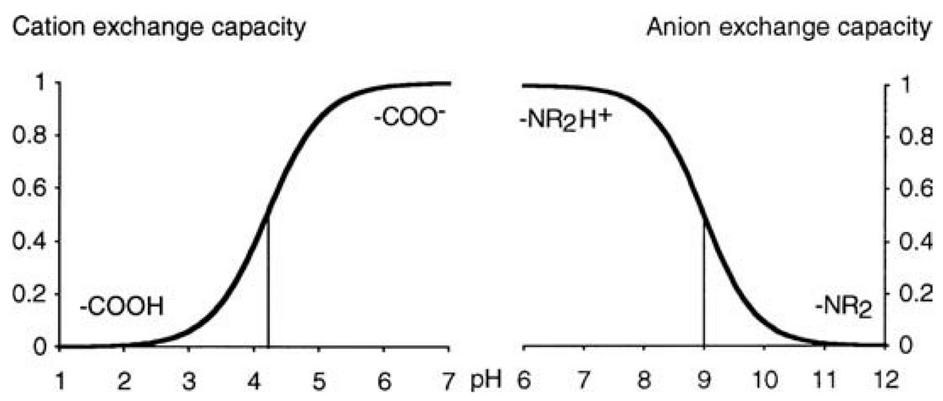 Cation exchange capacity
Anion exchange capacity
1
0.8
0.6
0.4
0.2
0
-COO-
-COOH
1 2 3 4 5 6 7 pH 6 7 8 9 10 11 12
-NR2H+
-NR2
1
0.8
0.6
0.4
0.2
0